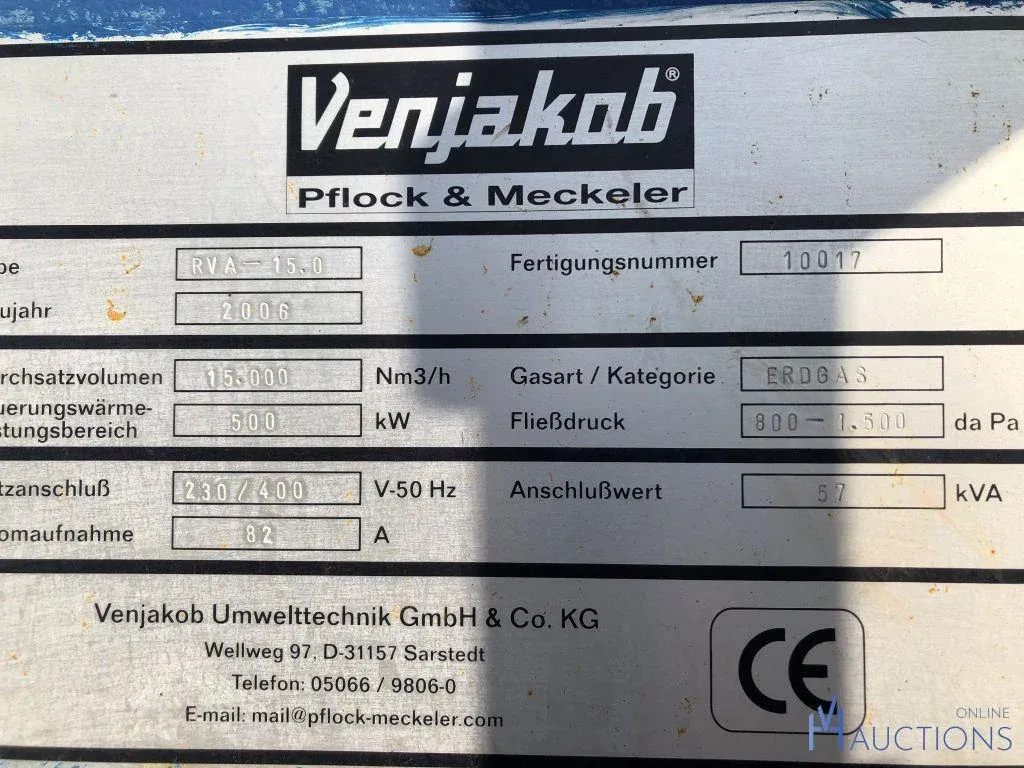 Venjakob®
Pflock & Meckeler
pe RVA-15.0 Fertigungsnummer 10017
ujahr 2006
rchsatzvolumen 15.000 Nm3/h Gasart / Kategorie ERDGAS
uerungswärme-
stungsbereich 500 kW Fließdruck 800-1.500 da Pa
tzanschluß 230/400 V-50 Hz Anschlußwert 57 kVA
omaufnahme 82 A
Venjakob Umwelttechnik GmbH & Co. KG
Wellweg 97, D-31157 Sarstedt
Telefon: 05066 / 9806-0
E-mail: mail@pflock-meckeler.com
CE
ONLINE
AUCTIONS